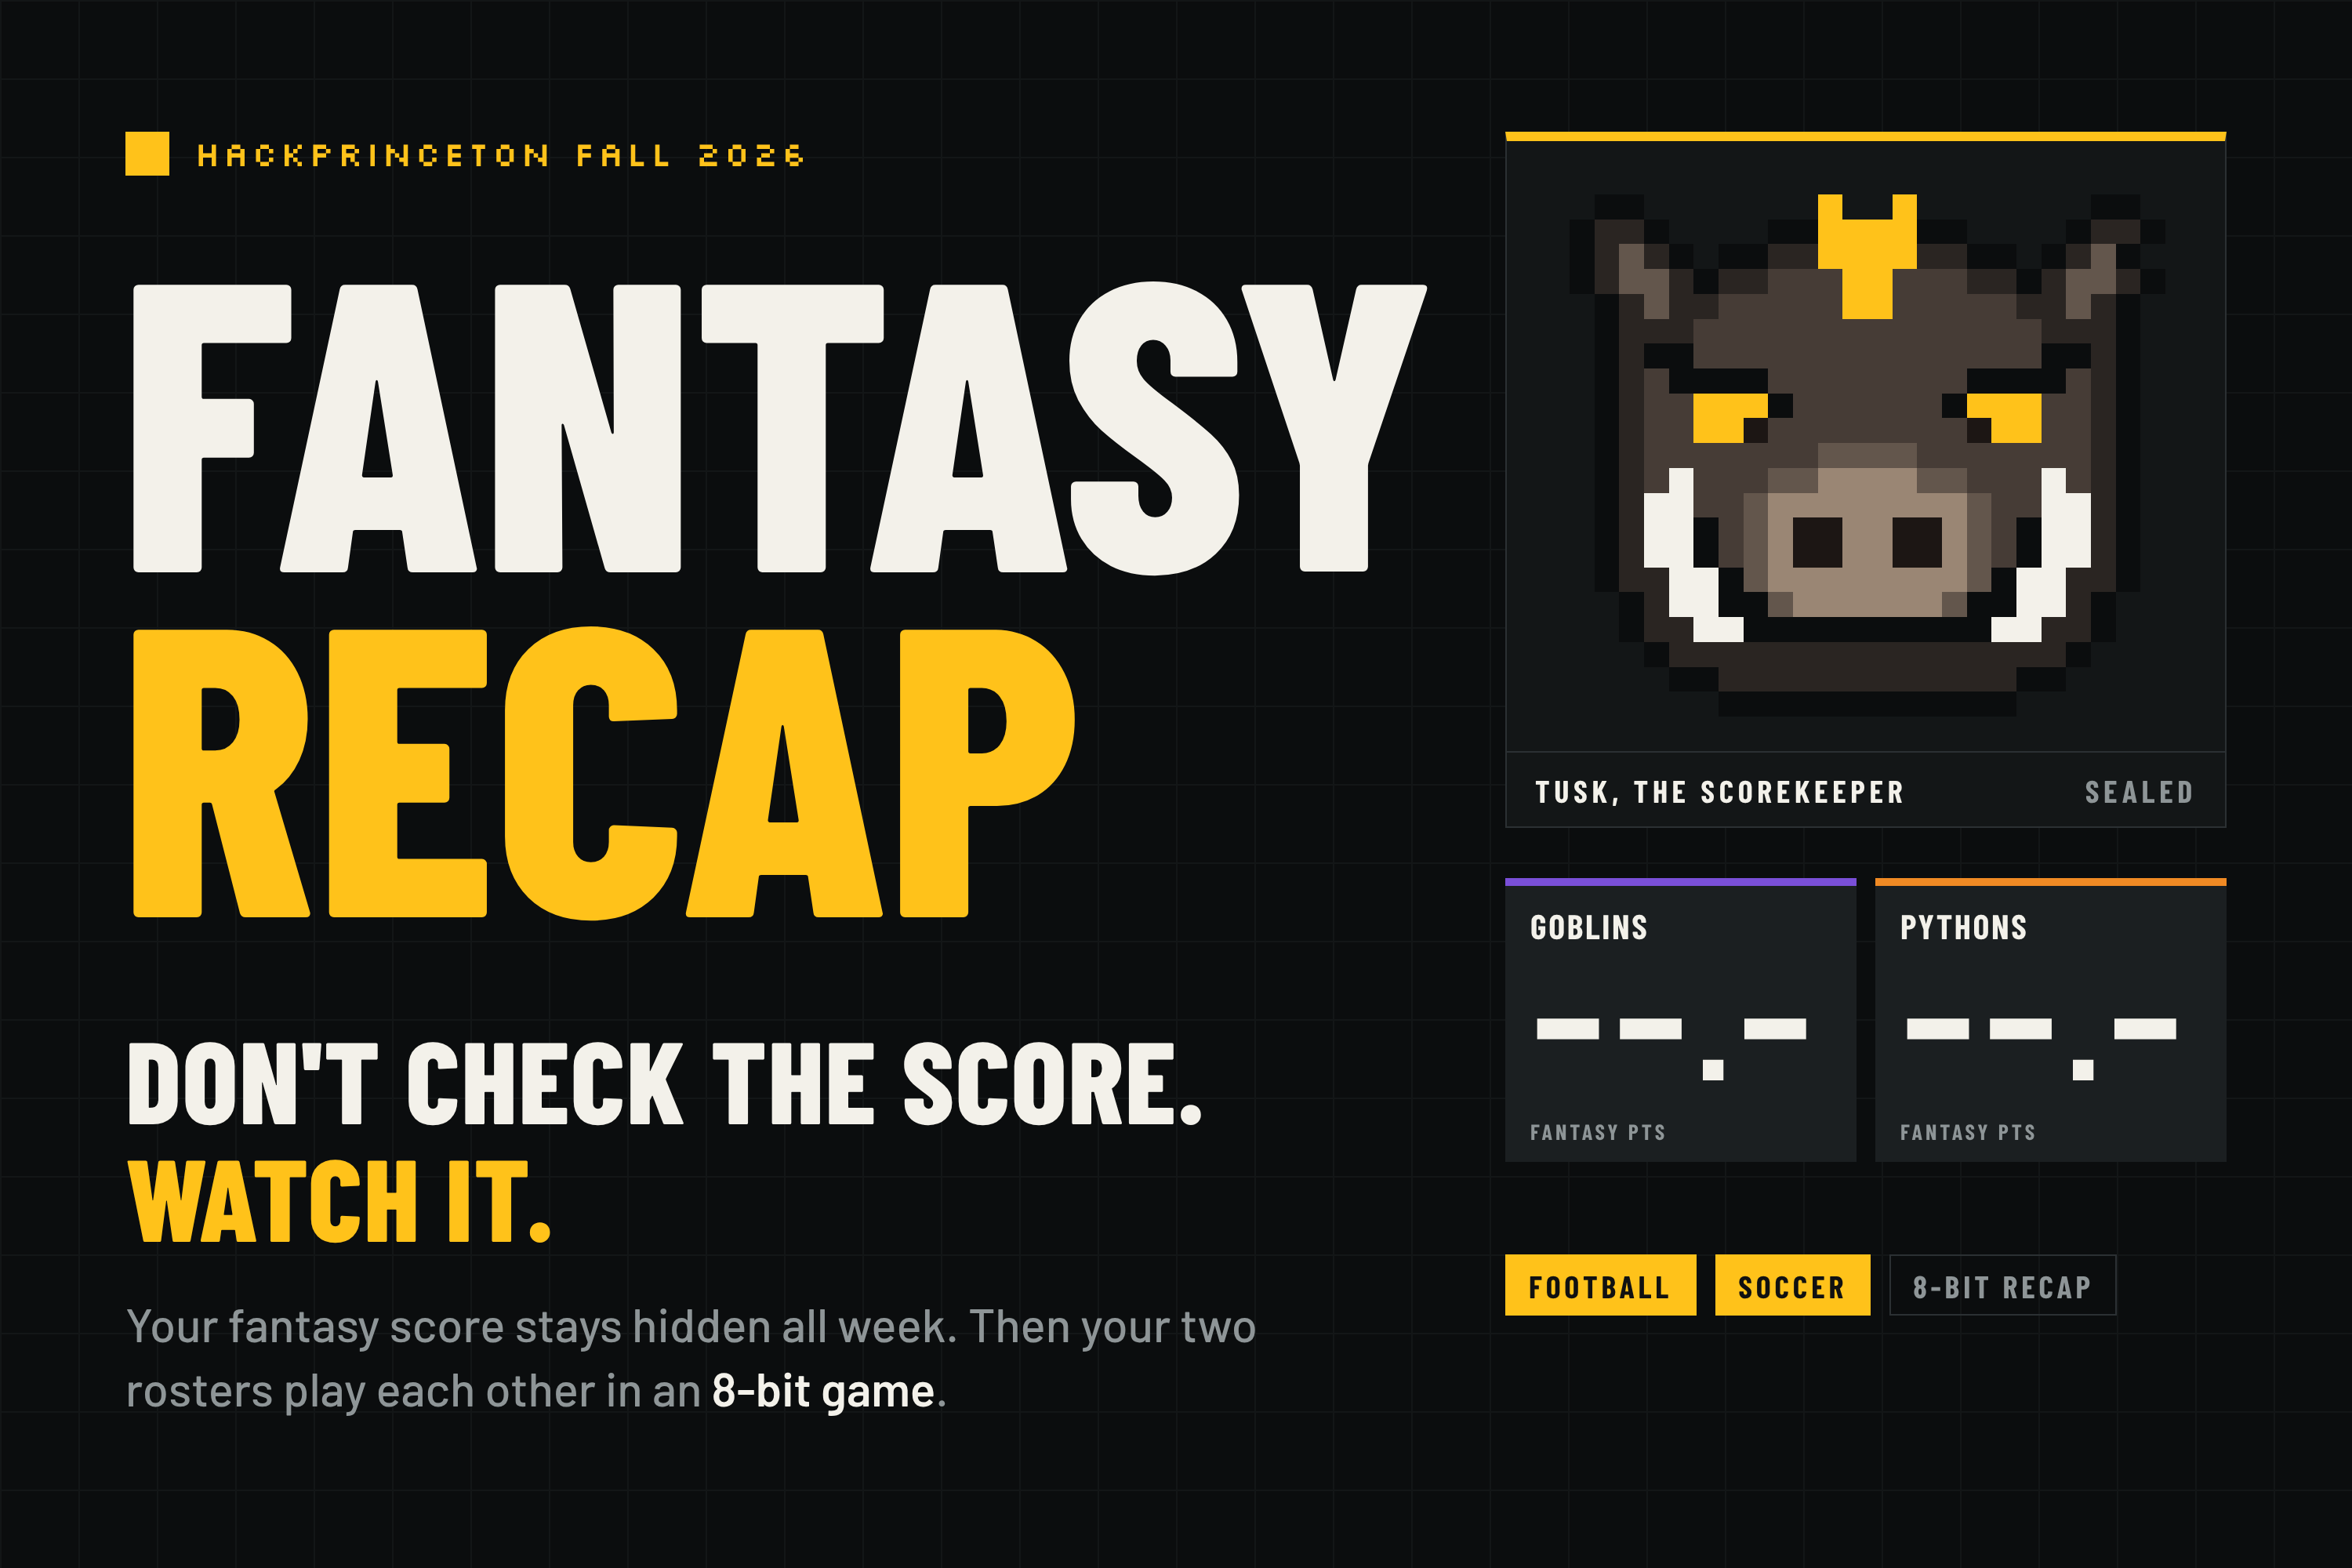 HACKPRINCETON FALL 2026
FANTASY
RECAP
DON'T CHECK THE SCORE.
WATCH IT.
Your fantasy score stays hidden all week. Then your two
rosters play each other in an 8-bit game.
TUSK, THE SCOREKEEPER
SEALED
GOBLINS
--.-
FANTASY PTS
PYTHONS
--.-
FANTASY PTS
FOOTBALL
SOCCER
8-BIT RECAP